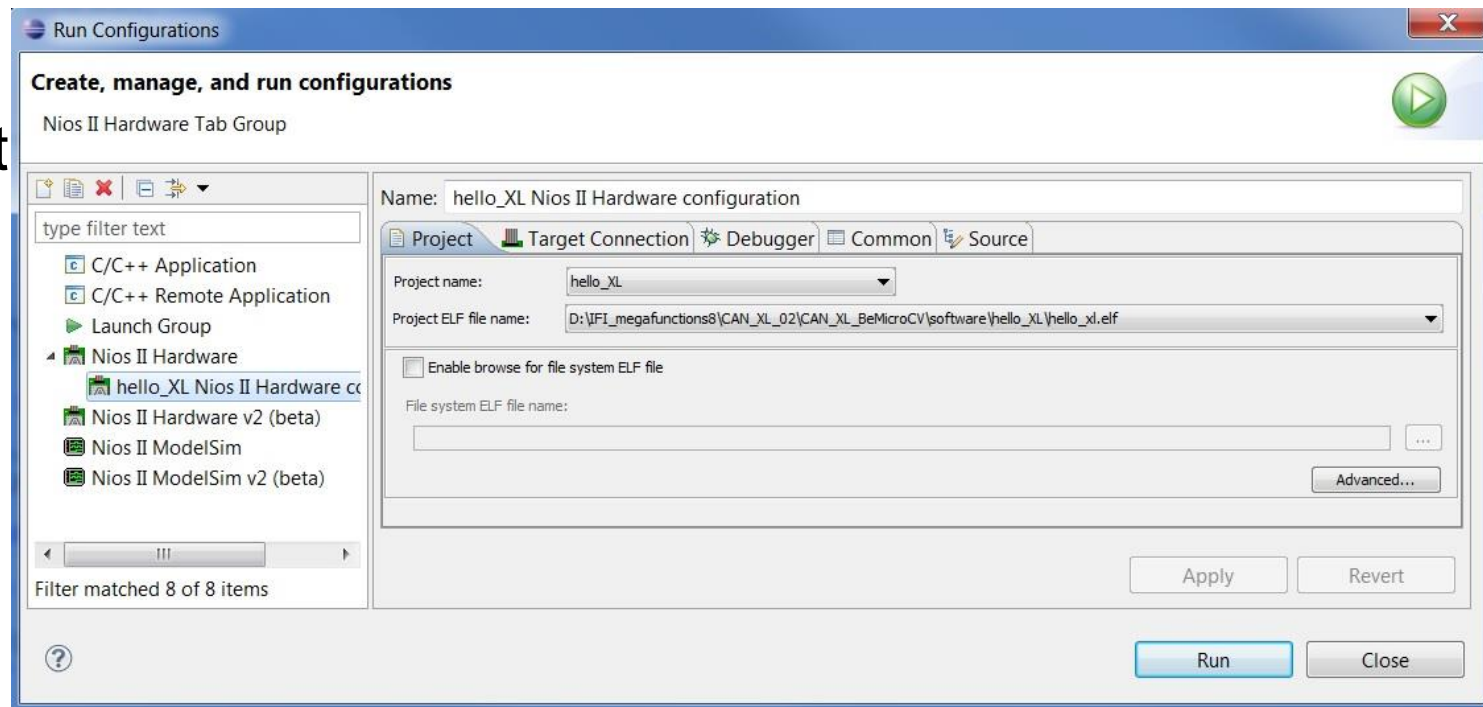 Run Configurations
X
Create, manage, and run configurations
Nios II Hardware Tab Group
t
type filter text
C/C++ Application
C/C++ Remote Application
Launch Group
Nios II Hardware
hello_XL Nios II Hardware co
Nios II Hardware v2 (beta)
Nios II ModelSim
Nios II ModelSim v2 (beta)
Filter matched 8 of 8 items
Name: hello_XL Nios II Hardware configuration
Project Target Connection Debugger Common Source
Project name: hello_XL
Project ELF file name: D:\IFI_megafunctions8\CAN_XL_02\CAN_XL_BeMicroCV\software\hello_XL\hello_xl.elf
Enable browse for file system ELF file
File system ELF file name:
...
Advanced...
Apply Revert
? Run Close